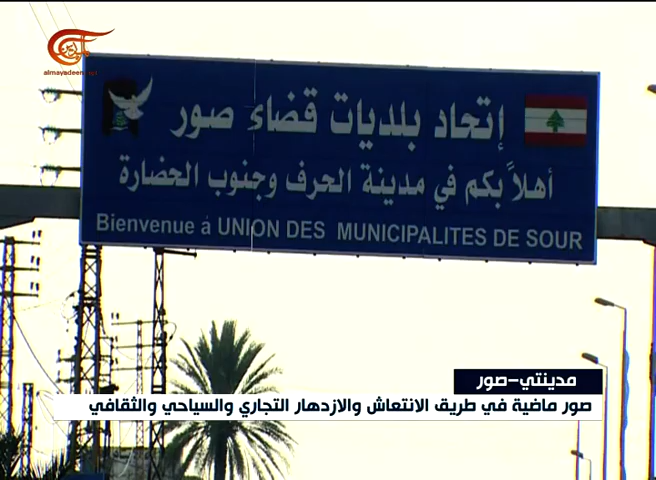 الميادين
almayadeen.net
إتحاد بلديات قضاء صور
أهلاً بكم في مدينة الحرف وجنوب الحضارة
Bienvenue à UNION DES MUNICIPALITES DE SOUR
مدينتي–صور
صور ماضية في طريق الانتعاش والازدهار التجاري والسياحي والثقافي